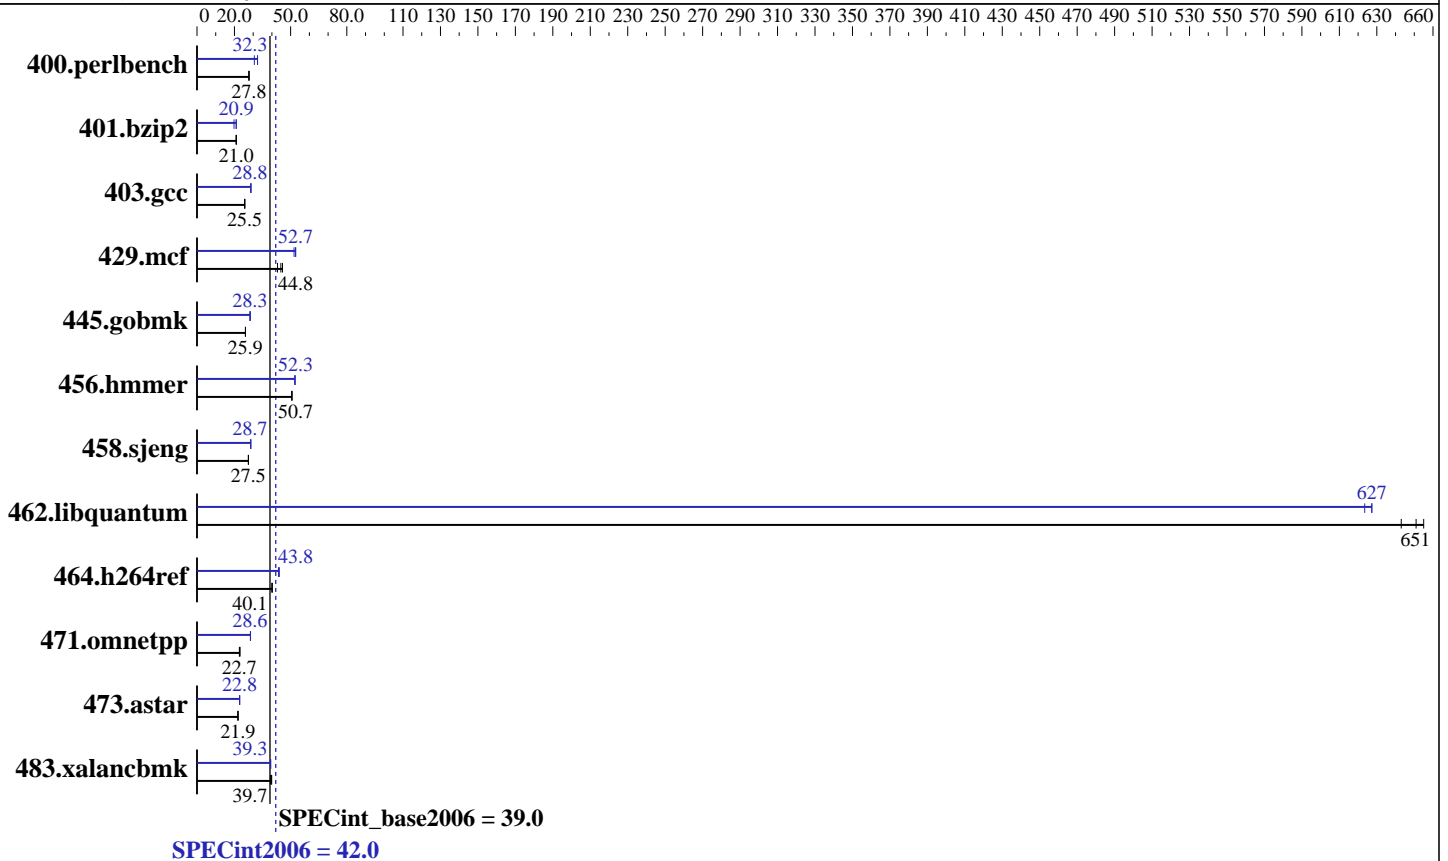 0 20.0 50.0 80.0 110 130 150 170 190 210 230 250 270 290 310 330 350 370 390 410 430 450 470 490 510 530 550 570 590 610 630 660
32.3
400.perlbench
27.8
20.9
401.bzip2
21.0
28.8
403.gcc
25.5
52.7
429.mcf
44.8
28.3
445.gobmk
25.9
52.3
456.hmmer
50.7
28.7
458.sjeng
27.5
627
462.libquantum
651
43.8
464.h264ref
40.1
28.6
471.omnetpp
22.7
22.8
473.astar
21.9
39.3
483.xalancbmk
39.7
SPECint_base2006 = 39.0
SPECint2006 = 42.0